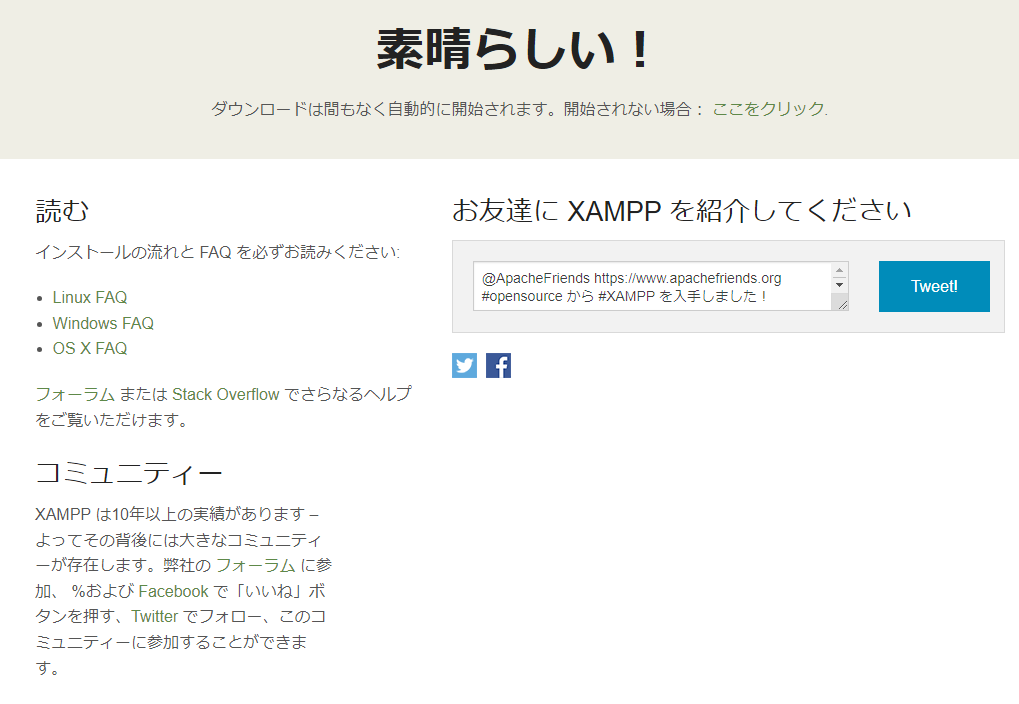 素晴らしい！
ダウンロードは間もなく自動的に開始されます。開始されない場合： ここをクリック.
読む
インストールの流れと FAQ を必ずお読みください:
Linux FAQ
Windows FAQ
OS X FAQ
フォーラム または Stack Overflow でさらなるヘルプ
をご覧いただけます。
コミュニティー
XAMPP は10年以上の実績があります –
よってその背後には大きなコミュニティ
ーが存在します。弊社の フォーラム に参
加、 %および Facebook で「いいね」ボ
タンを押す、Twitter でフォロー、このコ
ミュニティーに参加することができま
す。
お友達に XAMPP を紹介してください
@ApacheFriends https://www.apachefriends.org
#opensource から #XAMPP を入手しました！
Tweet!